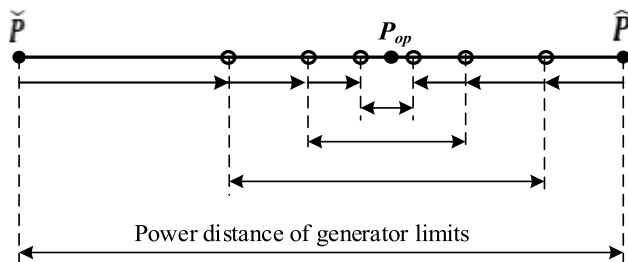 P̌ P_op P̂
Power distance of generator limits